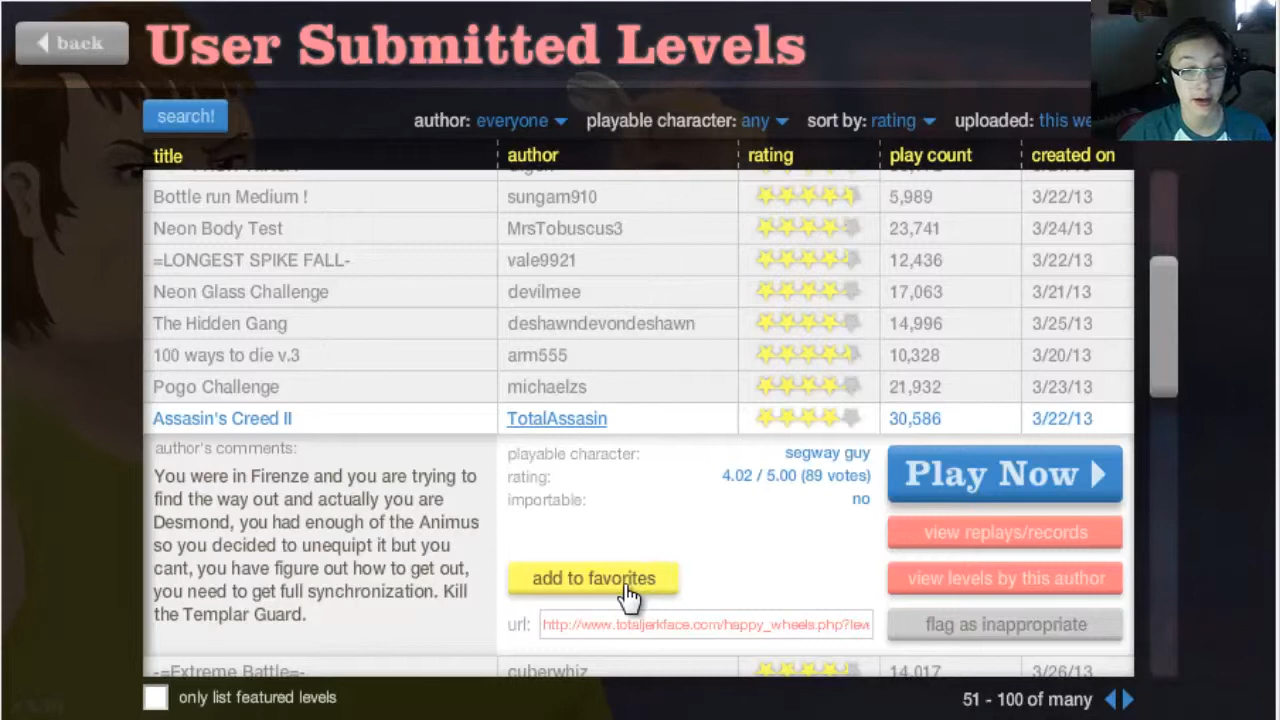 back
User Submitted Levels
search!
author: everyone playable character: any sort by: rating uploaded: this we
title author rating play count created on
Bottle run Medium ! sungam910 5,989 3/22/13
Neon Body Test MrsTobuscus3 23,741 3/24/13
=LONGEST SPIKE FALL- vale9921 12,436 3/22/13
Neon Glass Challenge devilmee 17,063 3/21/13
The Hidden Gang deshawndevondeshawn 14,996 3/25/13
100 ways to die v.3 arm555 10,328 3/20/13
Pogo Challenge michaelzs 21,932 3/23/13
Assasin's Creed II TotalAssasin 30,586 3/22/13
author's comments:
You were in Firenze and you are trying to
find the way out and actually you are
Desmond, you had enough of the Animus
so you decided to unequipt it but you
cant, you have figure out how to get out,
you need to get full synchronization. Kill
the Templar Guard.
playable character: segway guy
rating: 4.02 / 5.00 (89 votes)
importable: no
add to favorites
url: http://www.totaljerkface.com/happy_wheels.php?lev
Play Now
view replays/records
view levels by this author
flag as inappropriate
-=Extreme Battle=- cuberwhiz 14,017 3/26/13
only list featured levels
51 - 100 of many